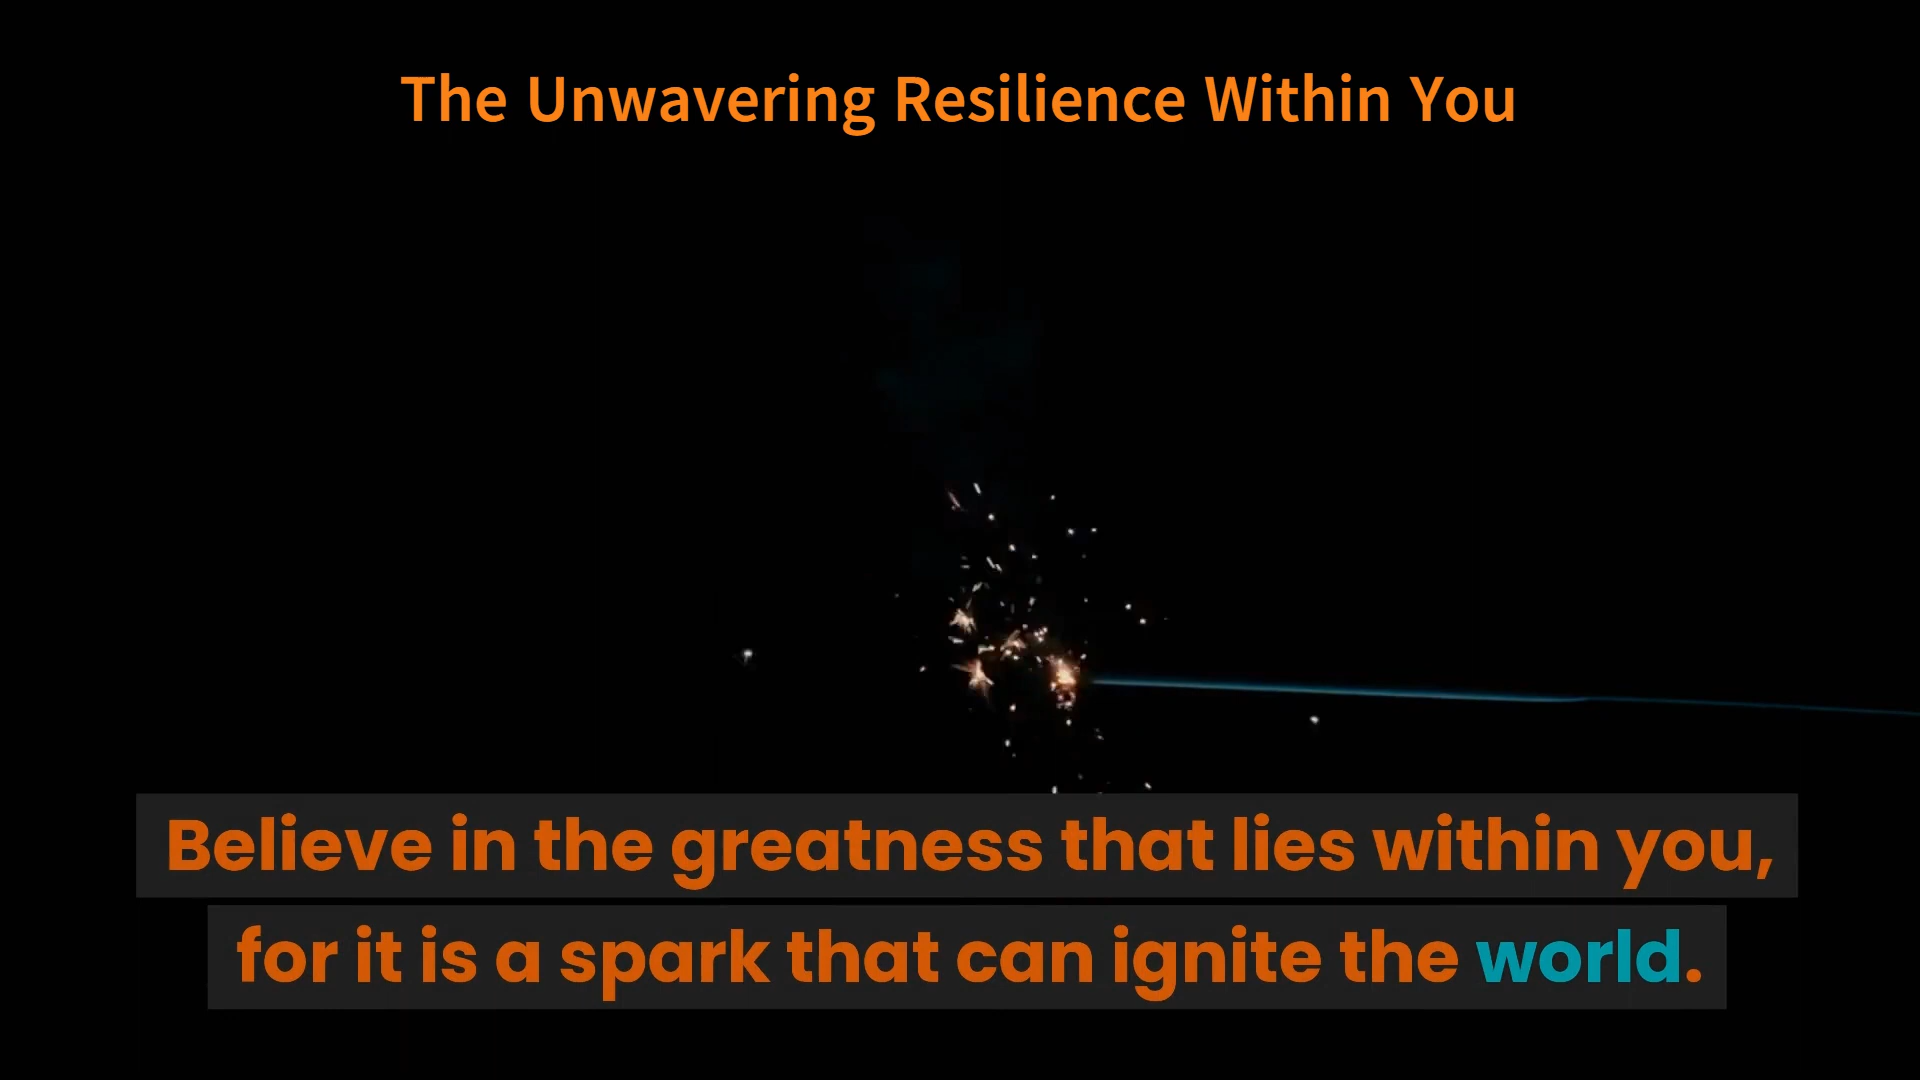 The Unwavering Resilience Within You
Believe in the greatness that lies within you,
for it is a spark that can ignite the world.